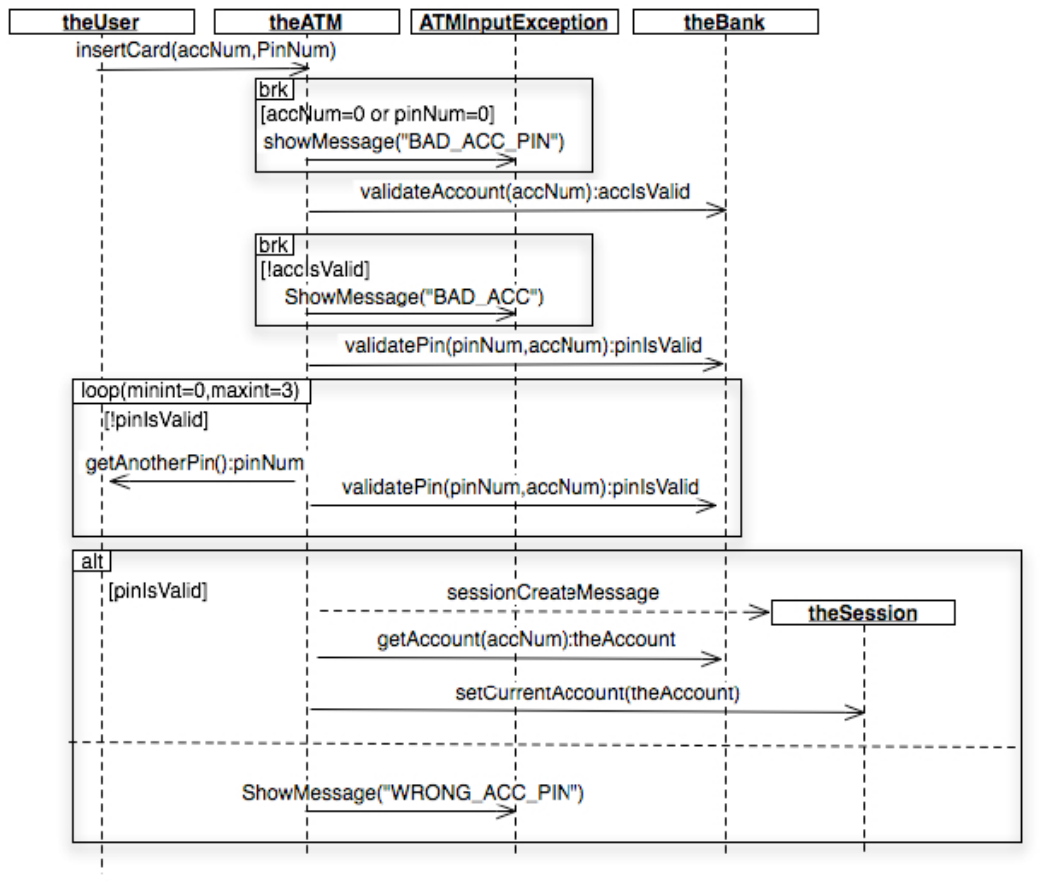 theUser theATM ATMInputException theBank
insertCard(accNum,PinNum)
brk
[accNum=0 or pinNum=0]
showMessage("BAD_ACC_PIN")
validateAccount(accNum):accIsValid
brk
[!accIsValid]
ShowMessage("BAD_ACC")
validatePin(pinNum,accNum):pinIsValid
loop(minint=0,maxint=3)
[!pinIsValid]
getAnotherPin():pinNum
validatePin(pinNum,accNum):pinIsValid
alt
[pinIsValid]
sessionCreateMessage
theSession
getAccount(accNum):theAccount
setCurrentAccount(theAccount)
ShowMessage("WRONG_ACC_PIN")